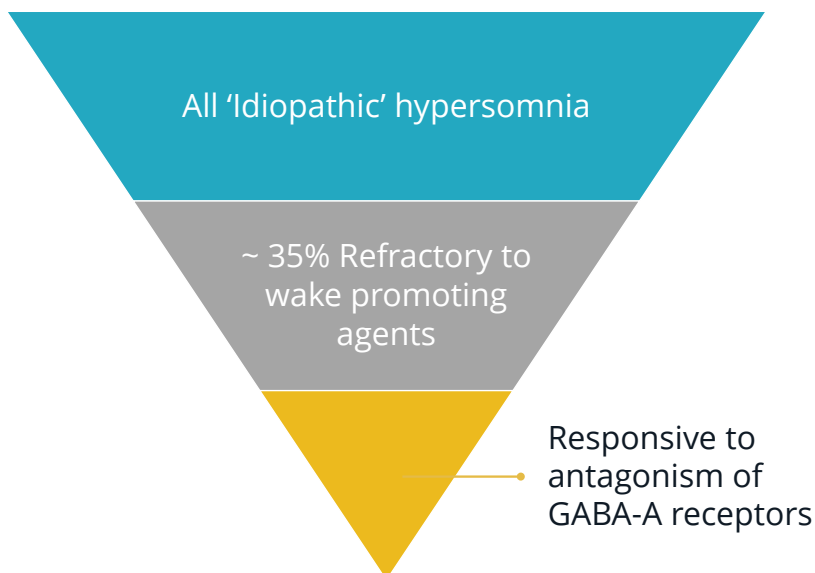 All ‘Idiopathic’ hypersomnia
~ 35% Refractory to
wake promoting
agents
Responsive to
antagonism of
GABA-A receptors